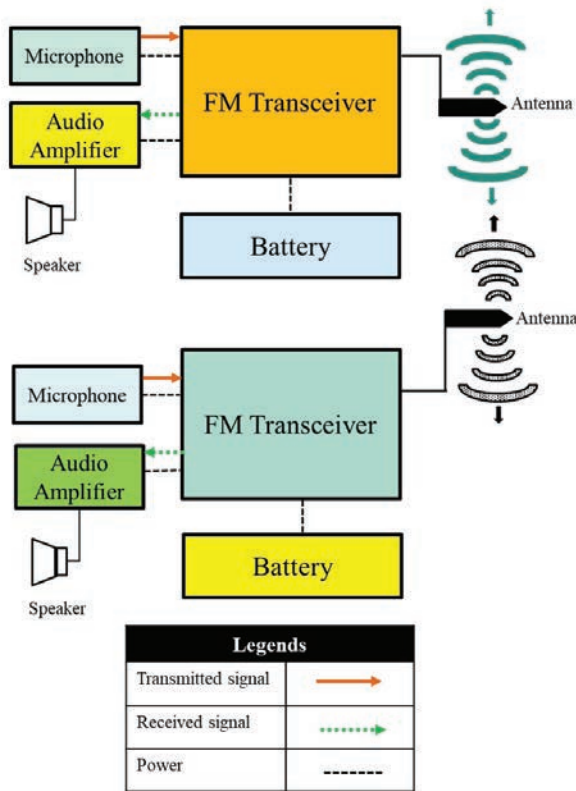 Microphone
FM Transceiver
Antenna
Audio
Amplifier
Speaker
Battery
Antenna
Microphone
FM Transceiver
Audio
Amplifier
Speaker
Battery
Legends
Transmitted signal
Received signal
Power